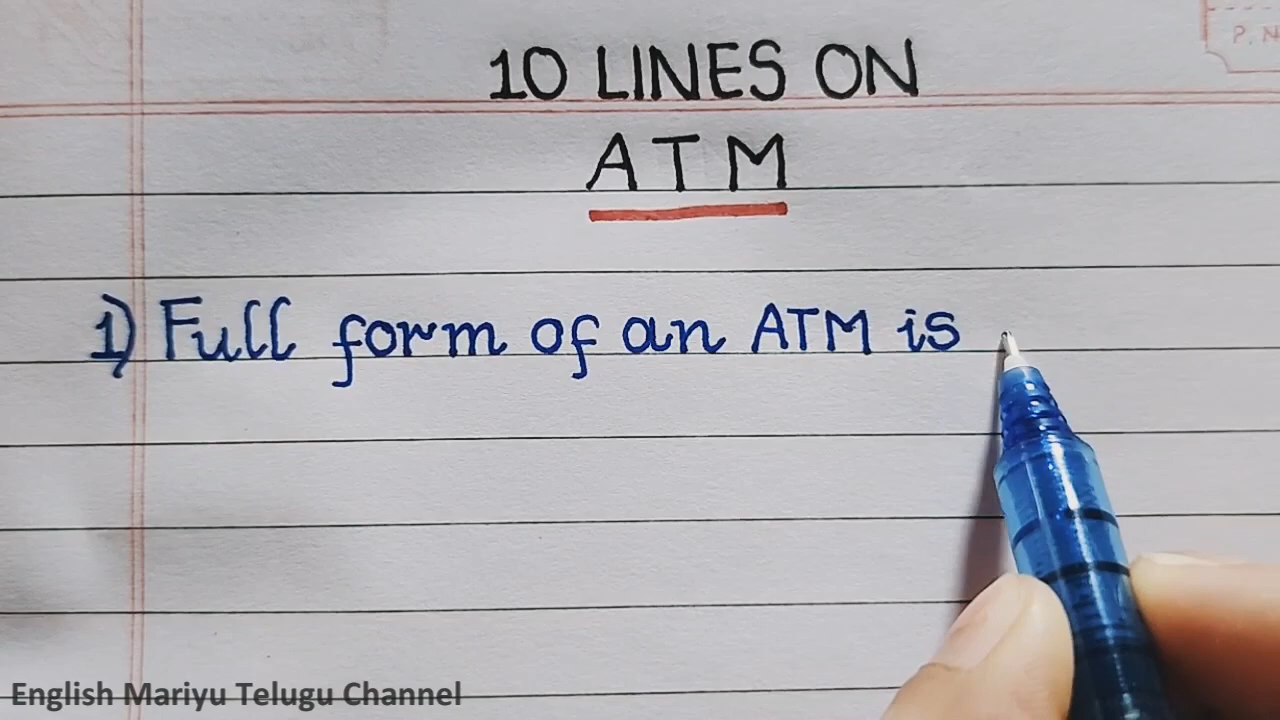 P. N
10 LINES ON
ATM
1) Full form of an ATM is
English Mariyu Telugu Channel